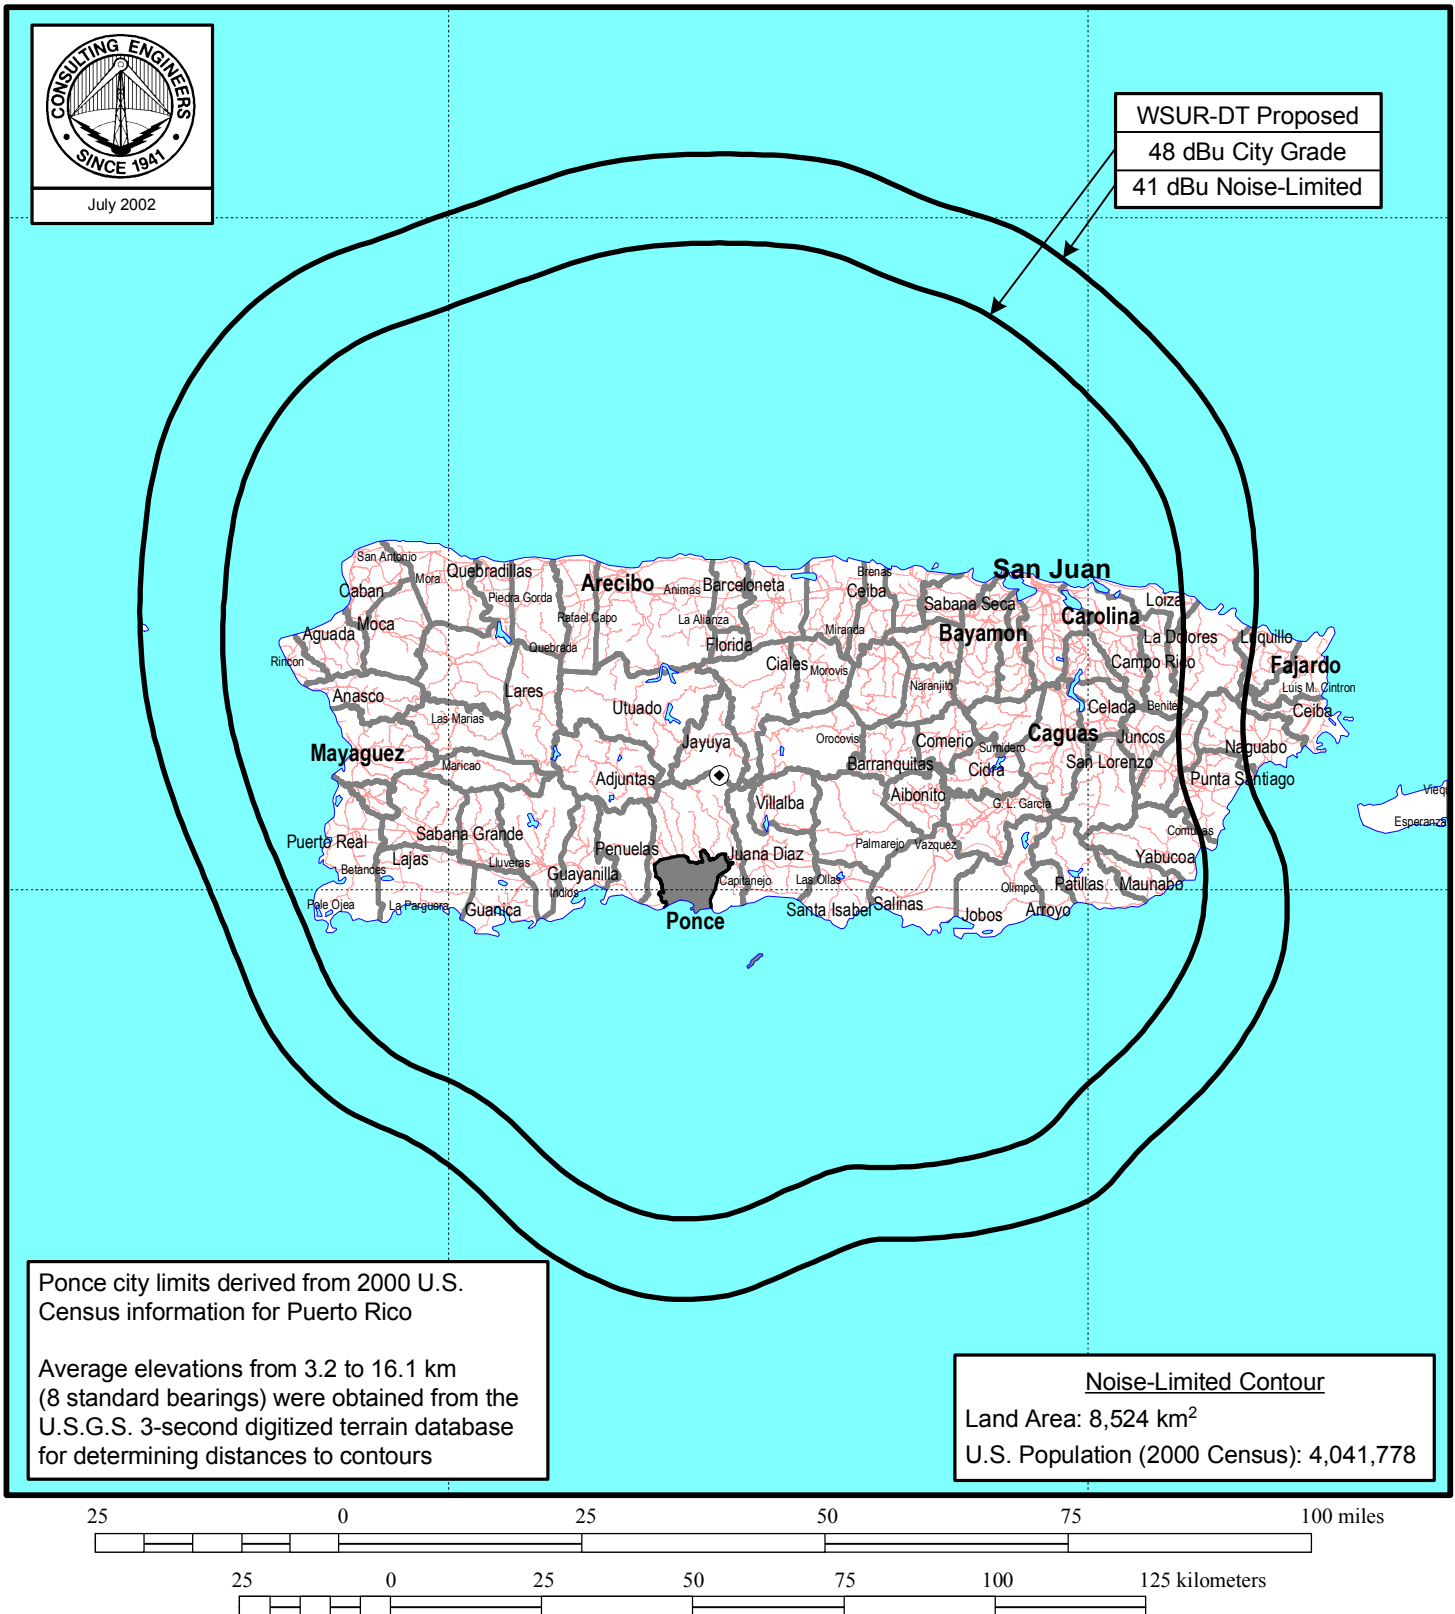 CONSULTING ENGINEERS
SINCE 1941
July 2002
WSUR-DT Proposed
48 dBu City Grade
41 dBu Noise-Limited
San Antonio
Mora
Quebradillas
Caban
Piedra Gorda
Arecibo
Animas
Barceloneta
Brenas
Ceiba
San Juan
Sabana Seca
Carolina
Loiza
Moca
Aguada
Rafael Capo
La Alianza
Florida
Miranda
Bayamon
La Dolores
Luquillo
Rincon
Quebrada
Ciales
Morovis
Campo Rico
Fajardo
Anasco
Lares
Naranjito
Luis M. Cintron
Las Marias
Utuado
Celada
Benitez
Ceiba
Mayaguez
Maricao
Jayuya
Orocovis
Comerio
Sumidero
Caguas
Juncos
Naguabo
Adjuntas
Barranquitas
Cidra
San Lorenzo
Punta Santiago
Villalba
Aibonito
G. L. Garcia
Viequ
Esperanza
Puerto Real
Sabana Grande
Penuelas
Juana Diaz
Palmarejo
Vazquez
Comunas
Yabucoa
Betances
Lajas
Lluveras
Guayanilla
Indios
Capitanejo
Las Ollas
Olimpo
Patillas
Maunabo
Pole Ojea
La Parguera
Guanica
Ponce
Santa Isabel
Salinas
Jobos
Arroyo
Ponce city limits derived from 2000 U.S.
Census information for Puerto Rico
Average elevations from 3.2 to 16.1 km
(8 standard bearings) were obtained from the
U.S.G.S. 3-second digitized terrain database
for determining distances to contours
Noise-Limited Contour
Land Area: 8,524 km²
U.S. Population (2000 Census): 4,041,778
25 0 25 50 75 100 miles
25 0 25 50 75 100 125 kilometers